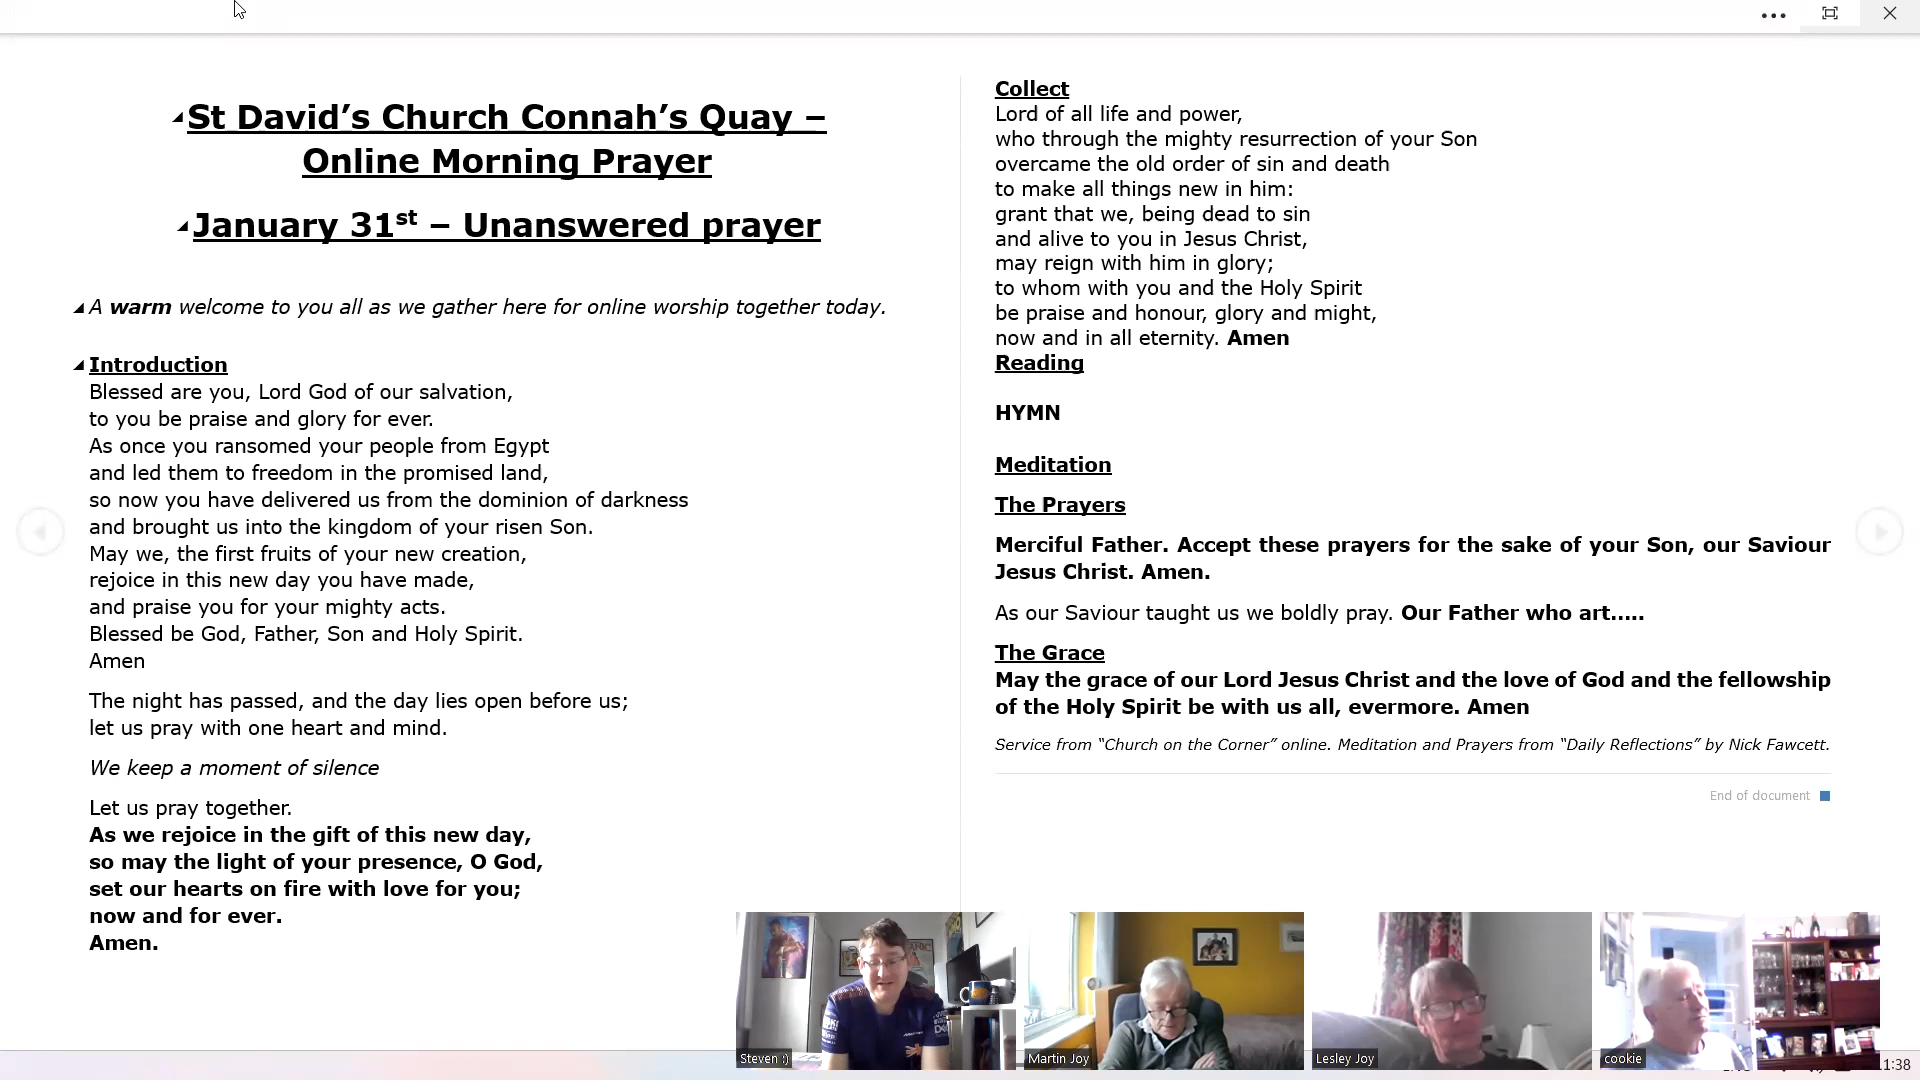 St David’s Church Connah’s Quay –
Online Morning Prayer
January 31st – Unanswered prayer
A warm welcome to you all as we gather here for online worship together today.
Introduction
Blessed are you, Lord God of our salvation,
to you be praise and glory for ever.
As once you ransomed your people from Egypt
and led them to freedom in the promised land,
so now you have delivered us from the dominion of darkness
and brought us into the kingdom of your risen Son.
May we, the first fruits of your new creation,
rejoice in this new day you have made,
and praise you for your mighty acts.
Blessed be God, Father, Son and Holy Spirit.
Amen
The night has passed, and the day lies open before us;
let us pray with one heart and mind.
We keep a moment of silence
Let us pray together.
As we rejoice in the gift of this new day,
so may the light of your presence, O God,
set our hearts on fire with love for you;
now and for ever.
Amen.
Collect
Lord of all life and power,
who through the mighty resurrection of your Son
overcame the old order of sin and death
to make all things new in him:
grant that we, being dead to sin
and alive to you in Jesus Christ,
may reign with him in glory;
to whom with you and the Holy Spirit
be praise and honour, glory and might,
now and in all eternity. Amen
Reading
HYMN
Meditation
The Prayers
Merciful Father. Accept these prayers for the sake of your Son, our Saviour
Jesus Christ. Amen.
As our Saviour taught us we boldly pray. Our Father who art.....
The Grace
May the grace of our Lord Jesus Christ and the love of God and the fellowship
of the Holy Spirit be with us all, evermore. Amen
Service from “Church on the Corner” online. Meditation and Prayers from “Daily Reflections” by Nick Fawcett.
End of document
Steven :)
Martin Joy
Lesley Joy
cookie